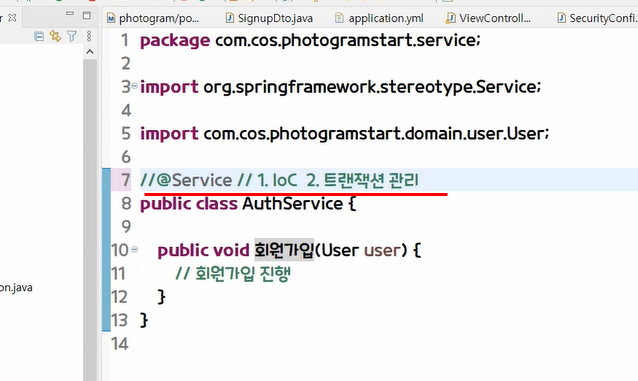 photogram/po...
SignupDto.java
application.yml
ViewControll...
SecurityConfi...
1 package com.cos.photogramstart.service;
2
3 import org.springframework.stereotype.Service;
4
5 import com.cos.photogramstart.domain.user.User;
6
7 //@Service // 1. IoC 2. 트랜잭션 관리
8 public class AuthService {
9
10 public void 회원가입(User user) {
11 // 회원가입 진행
12 }
13 }
14
on.java